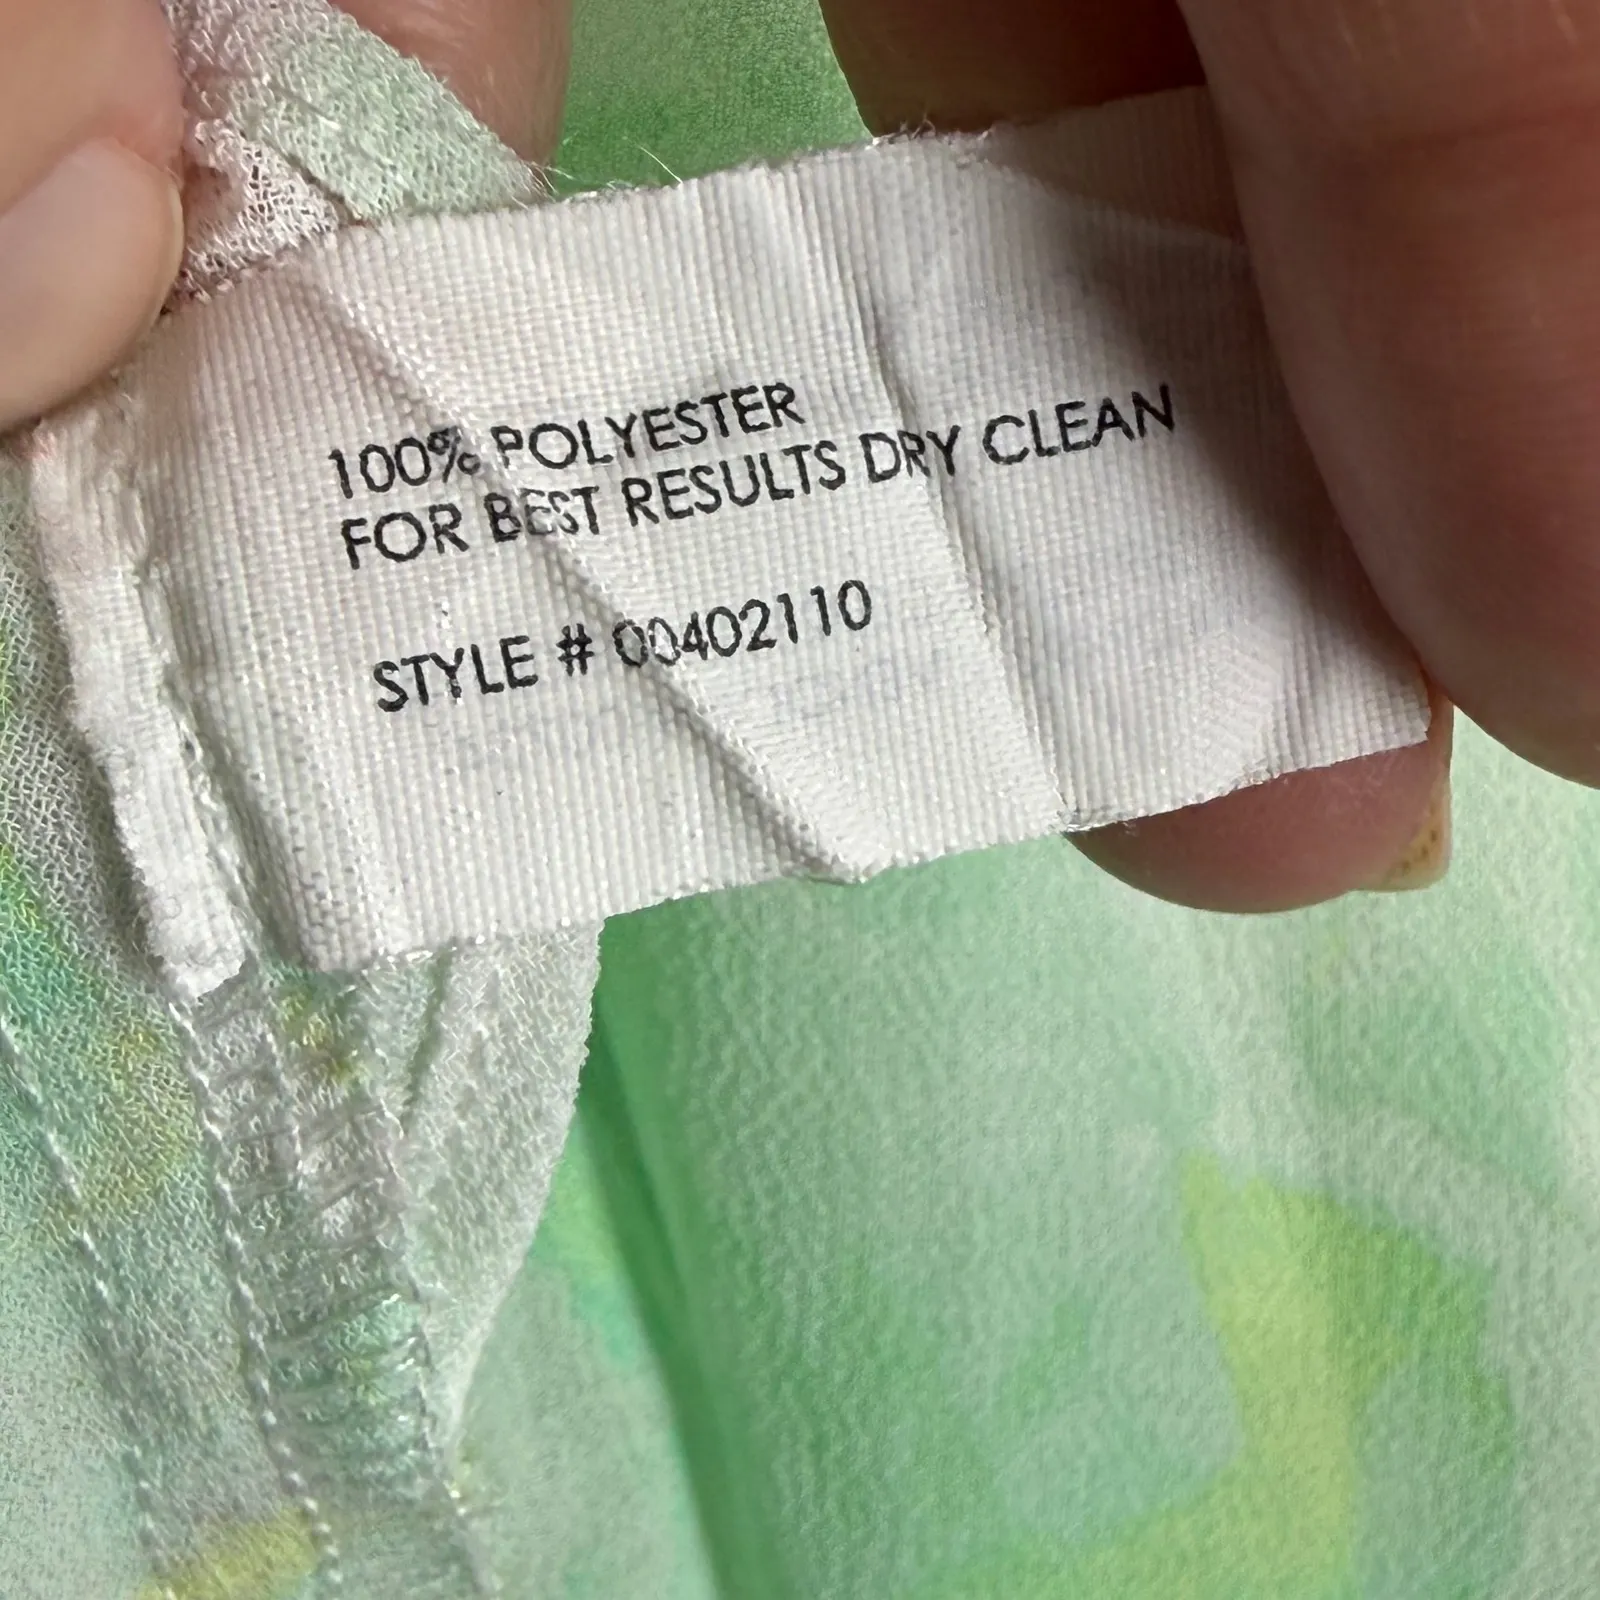 100% POLYESTER
FOR BEST RESULTS DRY CLEAN
STYLE # 00402110